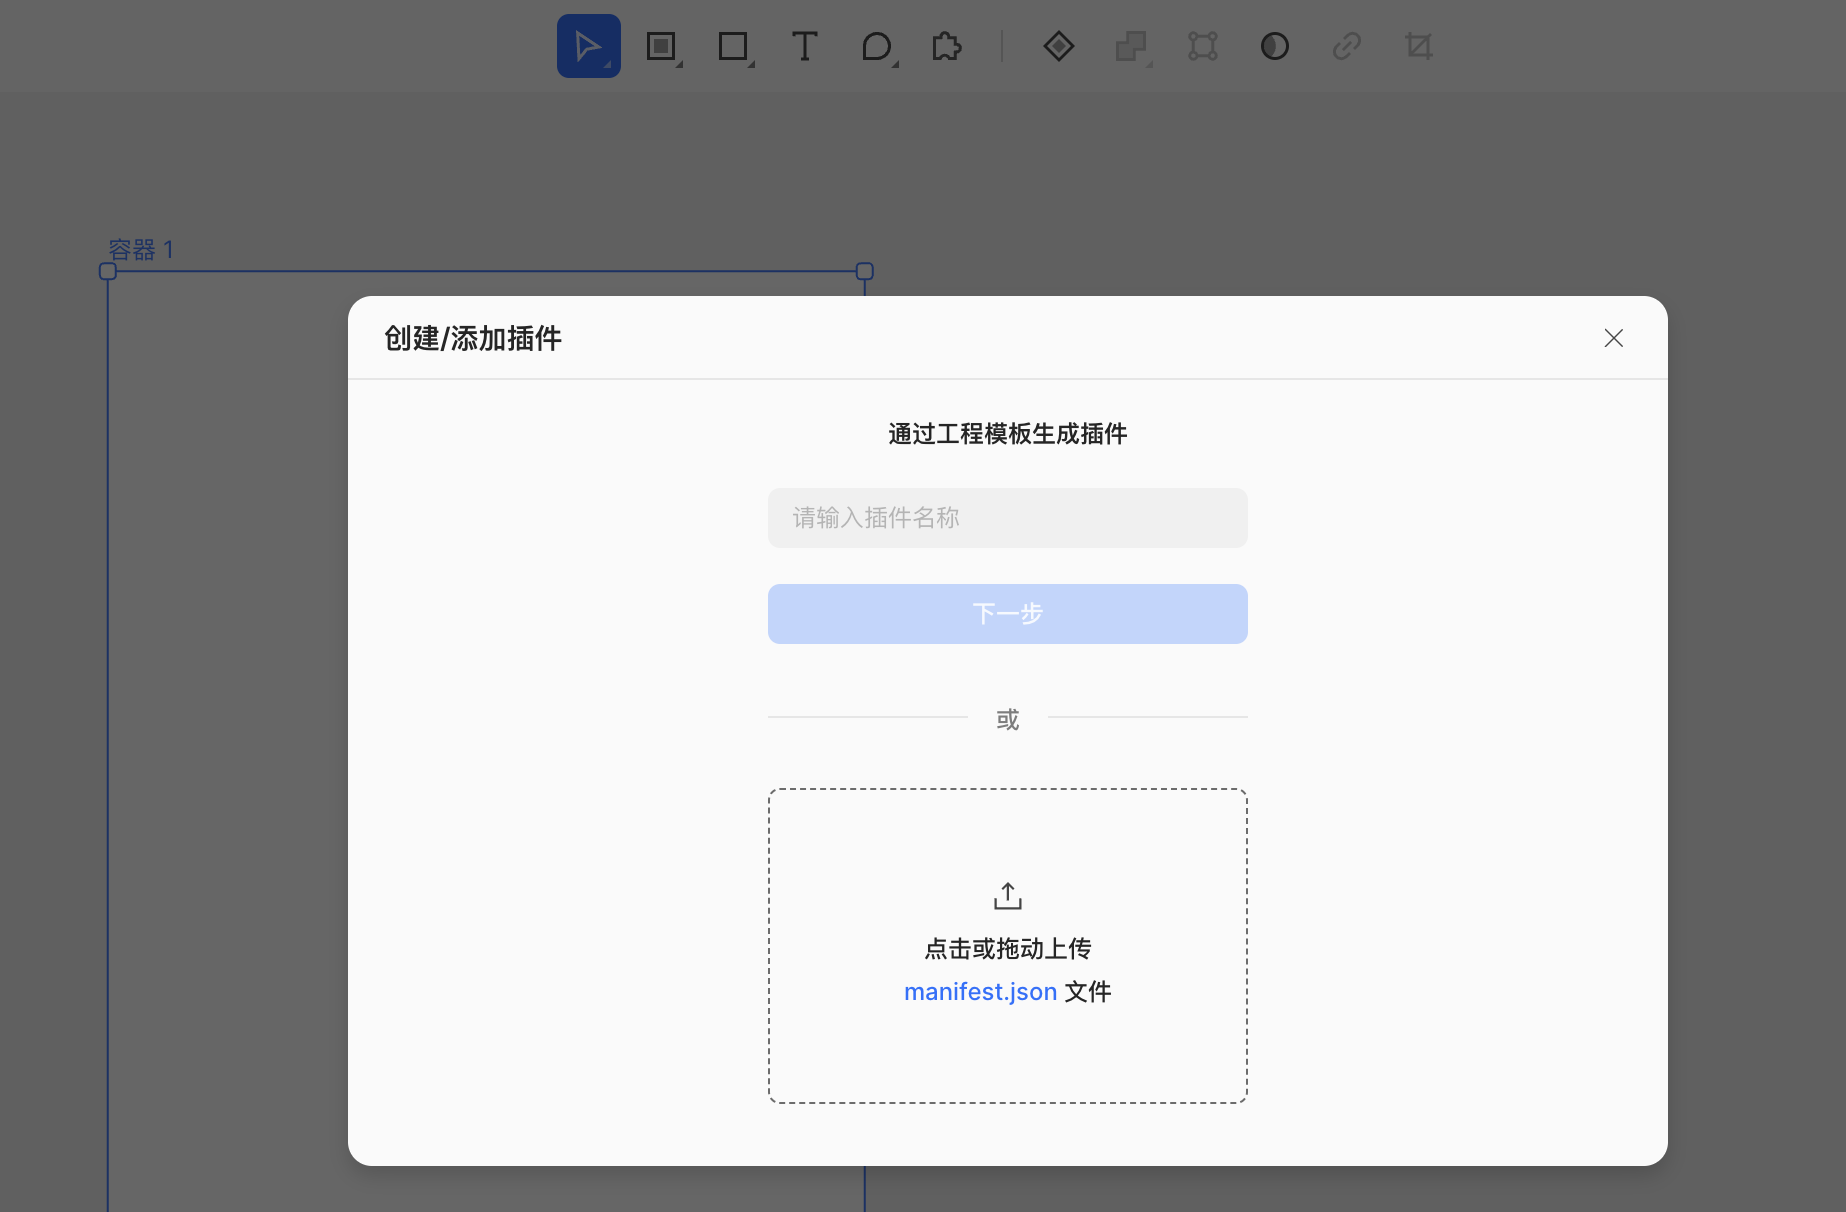 容器 1
创建/添加插件
通过工程模板生成插件
请输入插件名称
下一步
或
点击或拖动上传
manifest.json 文件